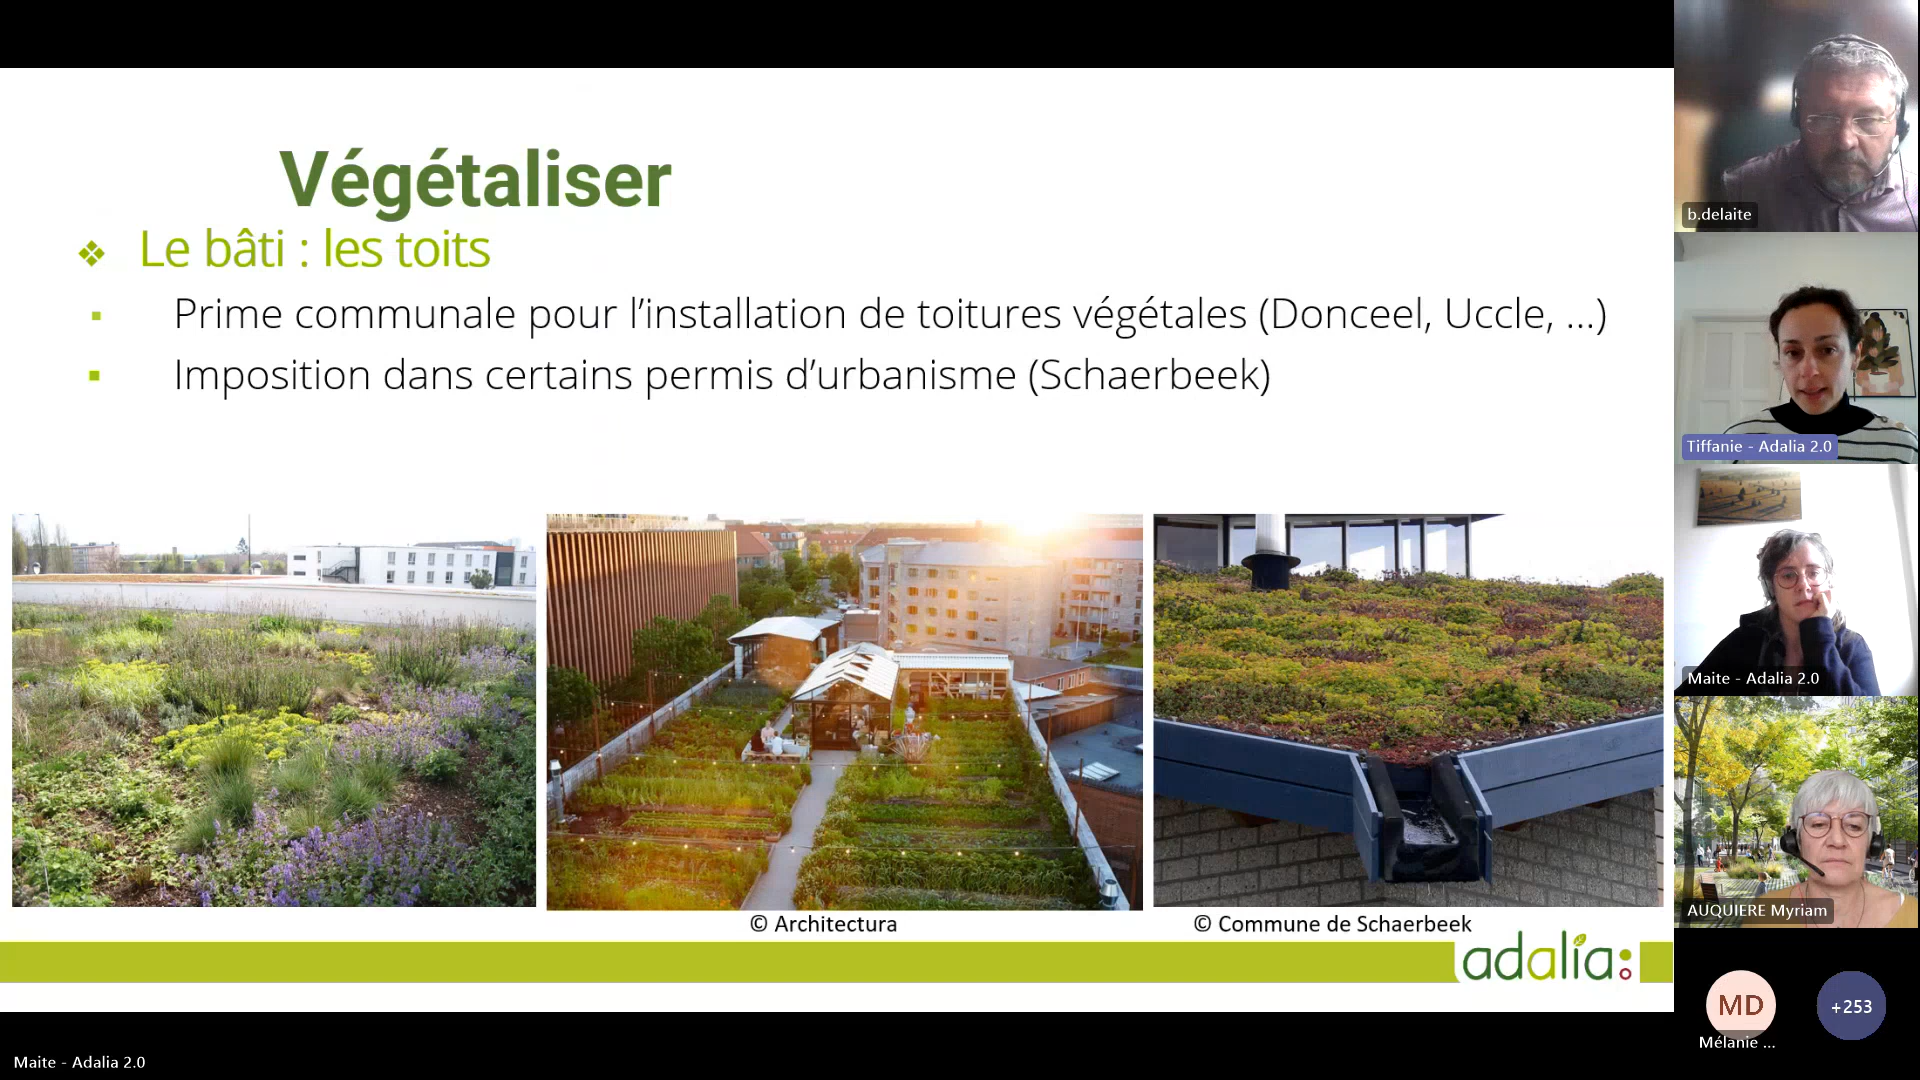 Végétaliser
❖ Le bâti : les toits
▪ Prime communale pour l’installation de toitures végétales (Donceel, Uccle, ...)
▪ Imposition dans certains permis d’urbanisme (Schaerbeek)
© Architectura
© Commune de Schaerbeek
adalia
b.delaite
Tiffanie - Adalia 2.0
Maite - Adalia 2.0
AUQUIERE Myriam
MD
+253
Mélanie ...
Maite - Adalia 2.0